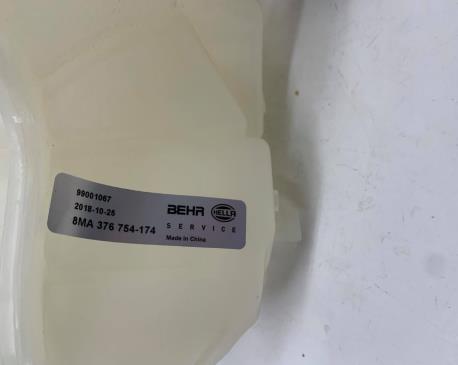 99001067
2018-10-25
8MA 376 754-174
BEHR HELLA
SERVICE
Made in China